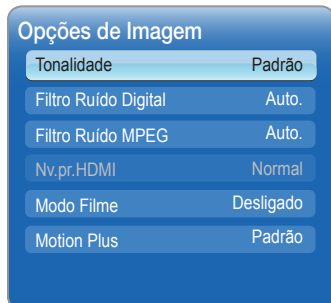 Opções de Imagem
Tonalidade Padrão
Filtro Ruído Digital Auto.
Filtro Ruído MPEG Auto.
Nv.pr.HDMI Normal
Modo Filme Desligado
Motion Plus Padrão